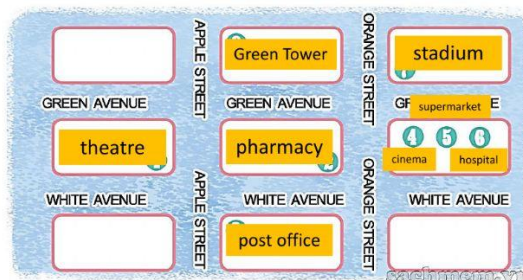 APPLE STREET
ORANGE STREET
Green Tower
stadium
GREEN AVENUE
GREEN AVENUE
supermarket
theatre
pharmacy
4 5 6
cinema
hospital
WHITE AVENUE
APPLE STREET
WHITE AVENUE
ORANGE STREET
WHITE AVENUE
post office